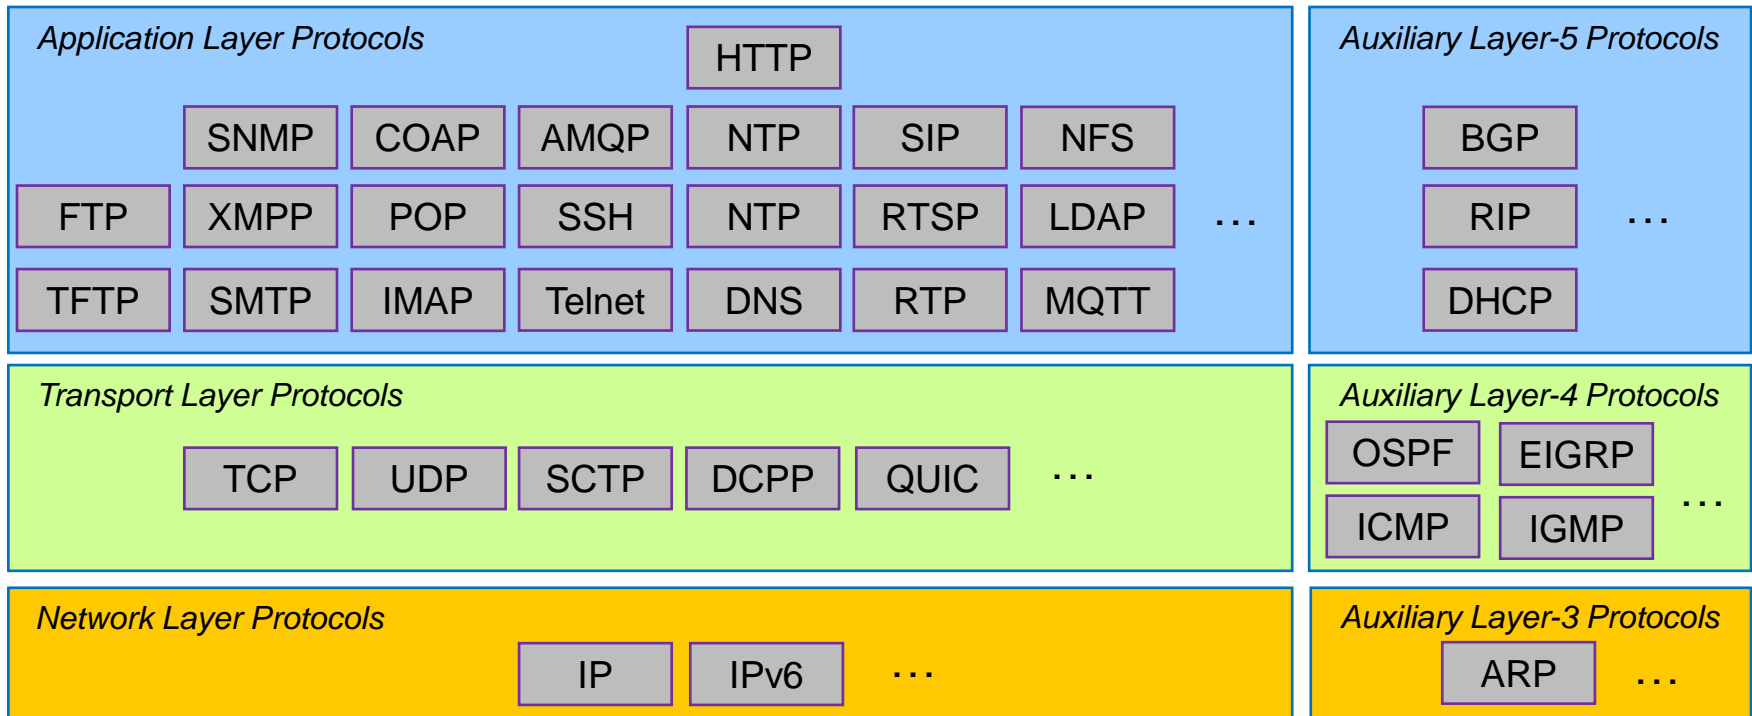 Application Layer Protocols
HTTP
SNMP COAP AMQP NTP SIP NFS
FTP XMPP POP SSH NTP RTSP LDAP ...
TFTP SMTP IMAP Telnet DNS RTP MQTT
Auxiliary Layer-5 Protocols
BGP
RIP ...
DHCP
Transport Layer Protocols
TCP UDP SCTP DCPP QUIC ...
Auxiliary Layer-4 Protocols
OSPF EIGRP
ICMP IGMP ...
Network Layer Protocols
IP IPv6 ...
Auxiliary Layer-3 Protocols
ARP ...